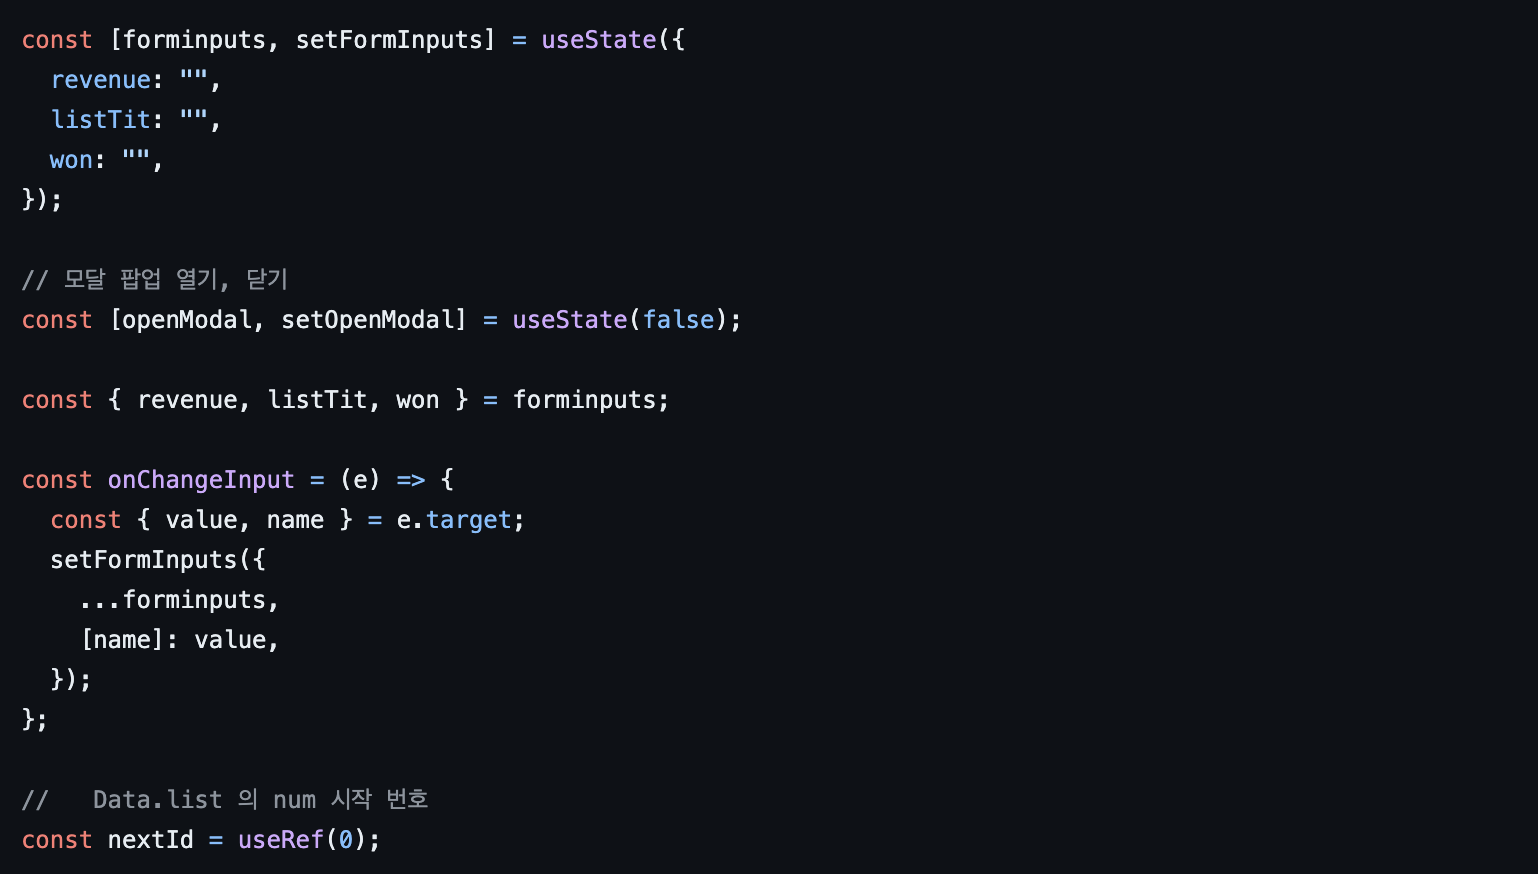 const [forminputs, setFormInputs] = useState({
  revenue: "",
  listTit: "",
  won: "",
});

// 모달 팝업 열기, 닫기
const [openModal, setOpenModal] = useState(false);

const { revenue, listTit, won } = forminputs;

const onChangeInput = (e) => {
  const { value, name } = e.target;
  setFormInputs({
    ...forminputs,
    [name]: value,
  });
};

//   Data.list 의 num 시작 번호
const nextId = useRef(0);